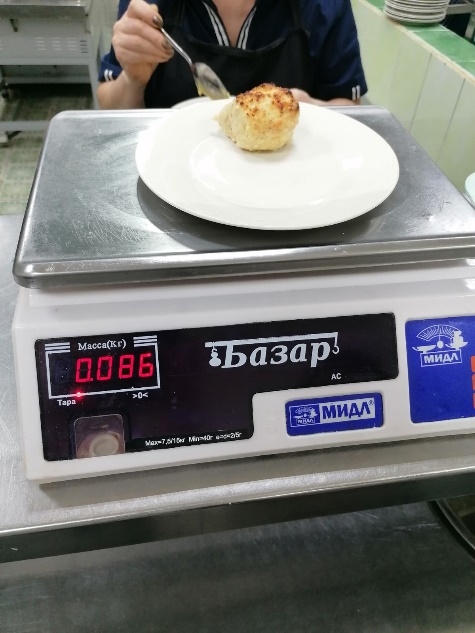 Масса(Кг)
0.086
Тара >0<
Базар
AC
МИДЛ
МИДЛ
Max=7,5/15кг Min=40г e=d=2/5г